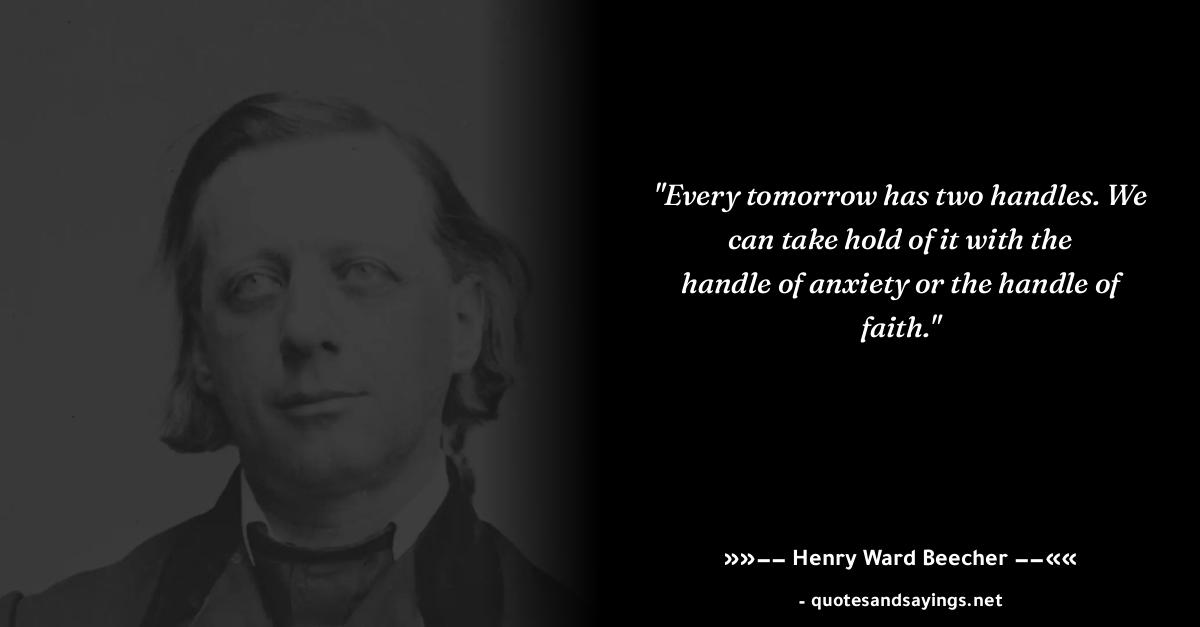 "Every tomorrow has two handles. We
can take hold of it with the
handle of anxiety or the handle of
faith."
»»—— Henry Ward Beecher ——««
- quotesandsayings.net